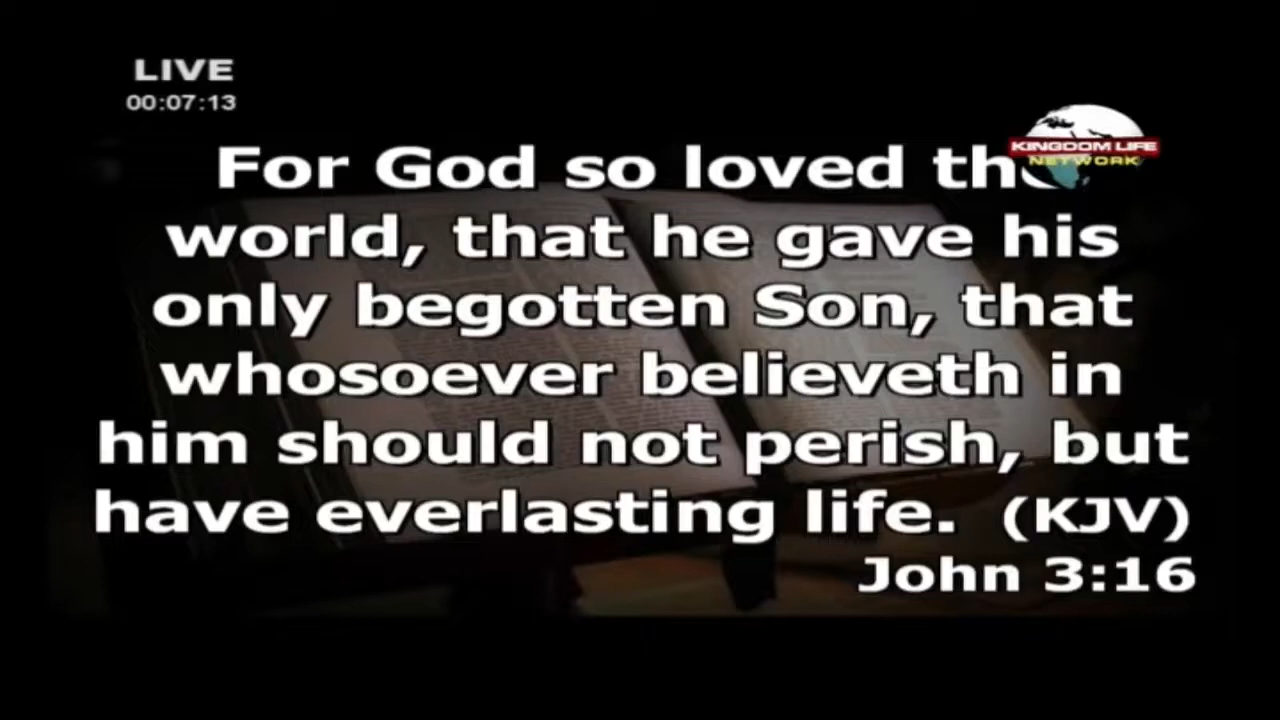 LIVE
00:07:13
KINGDOM LIFE
NETWORK
For God so loved the
world, that he gave his
only begotten Son, that
whosoever believeth in
him should not perish, but
have everlasting life. (KJV)
John 3:16